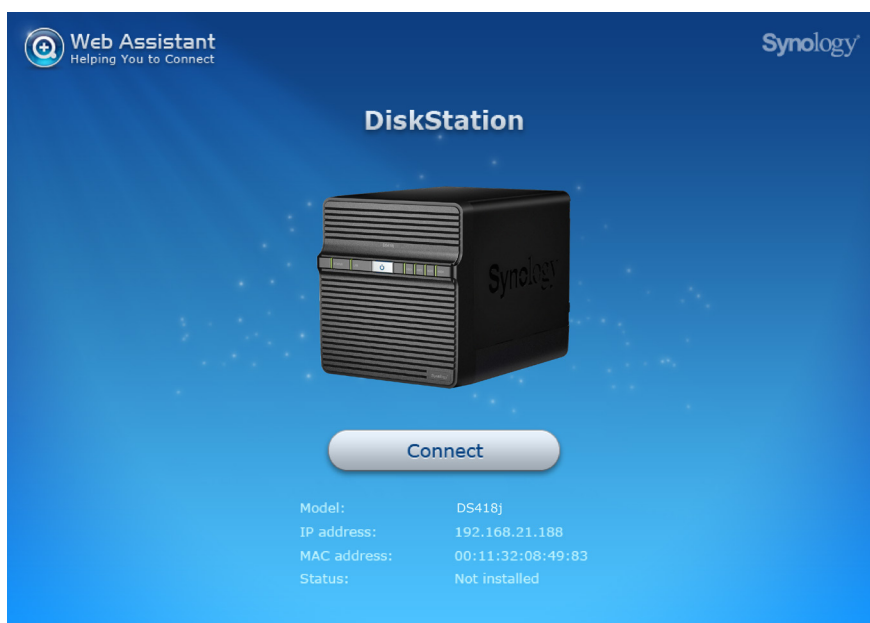 Web Assistant
Helping You to Connect
Synology
DiskStation
Synology
Connect
Model: DS418j
IP address: 192.168.21.188
MAC address: 00:11:32:08:49:83
Status: Not installed